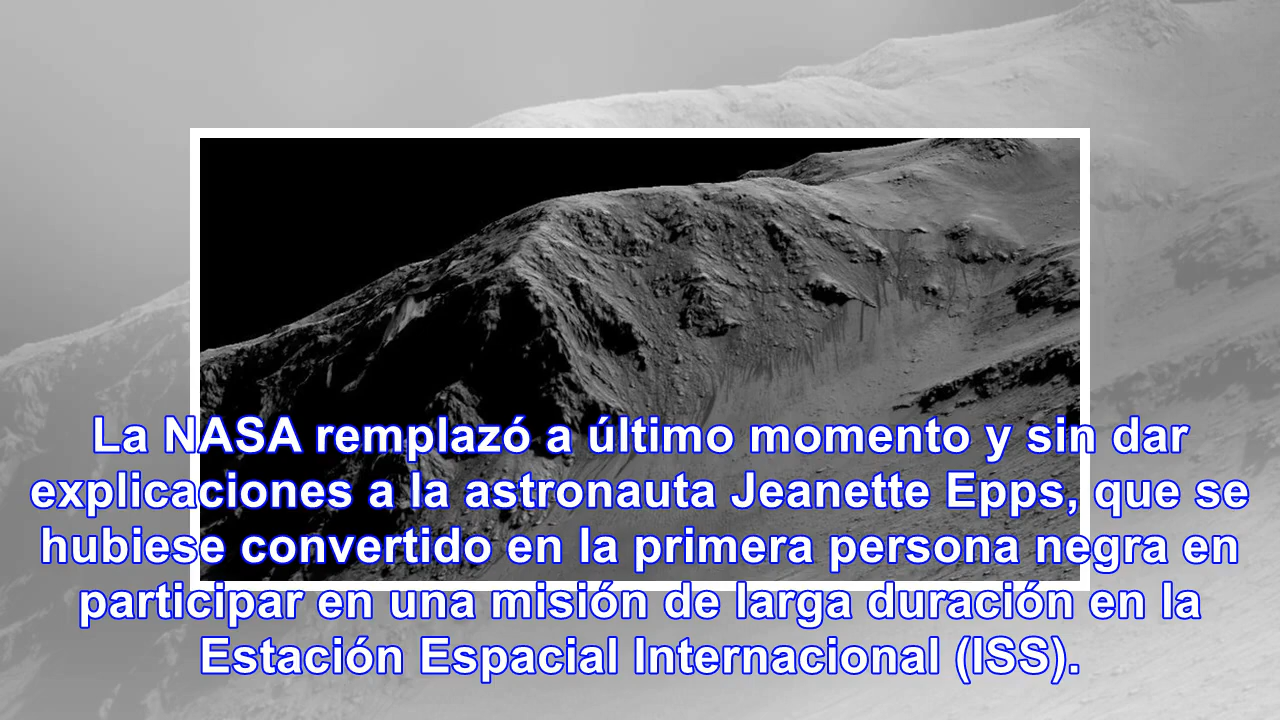 La NASA remplazó a último momento y sin dar
explicaciones a la astronauta Jeanette Epps, que se
hubiese convertido en la primera persona negra en
participar en una misión de larga duración en la
Estación Espacial Internacional (ISS).